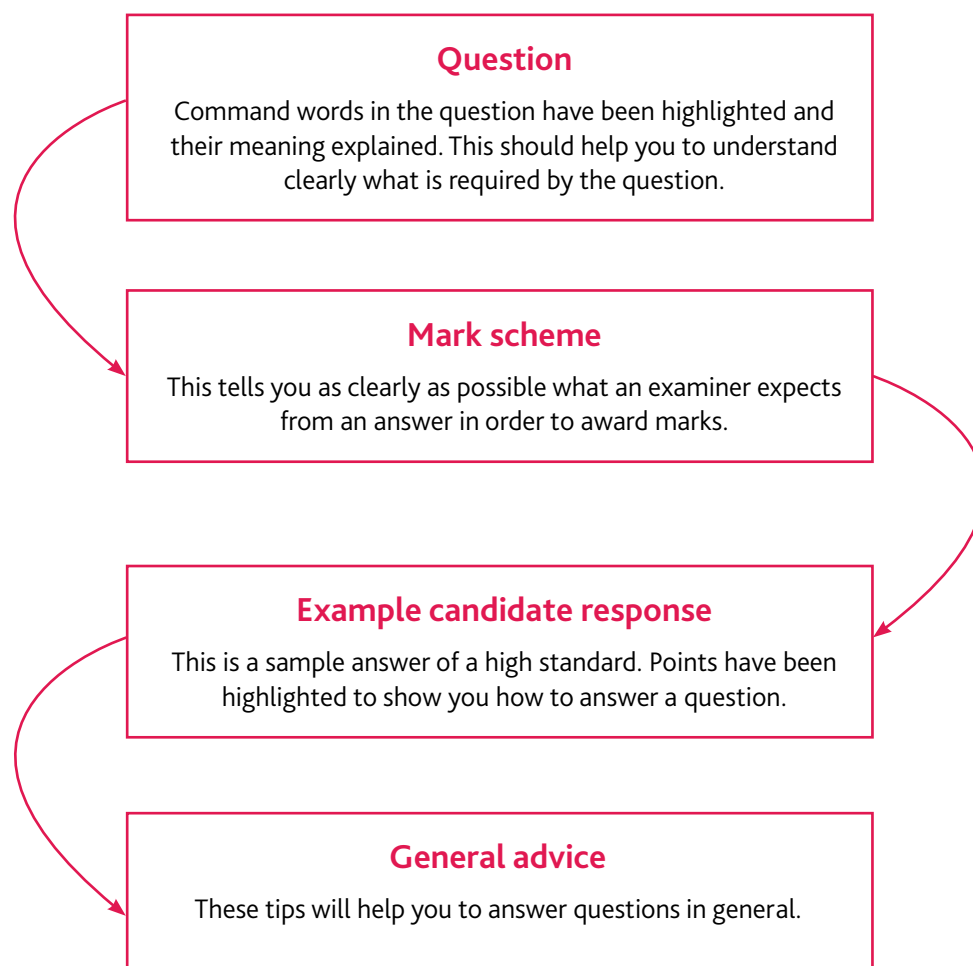 Question
Command words in the question have been highlighted and
their meaning explained. This should help you to understand
clearly what is required by the question.
Mark scheme
This tells you as clearly as possible what an examiner expects
from an answer in order to award marks.
Example candidate response
This is a sample answer of a high standard. Points have been
highlighted to show you how to answer a question.
General advice
These tips will help you to answer questions in general.